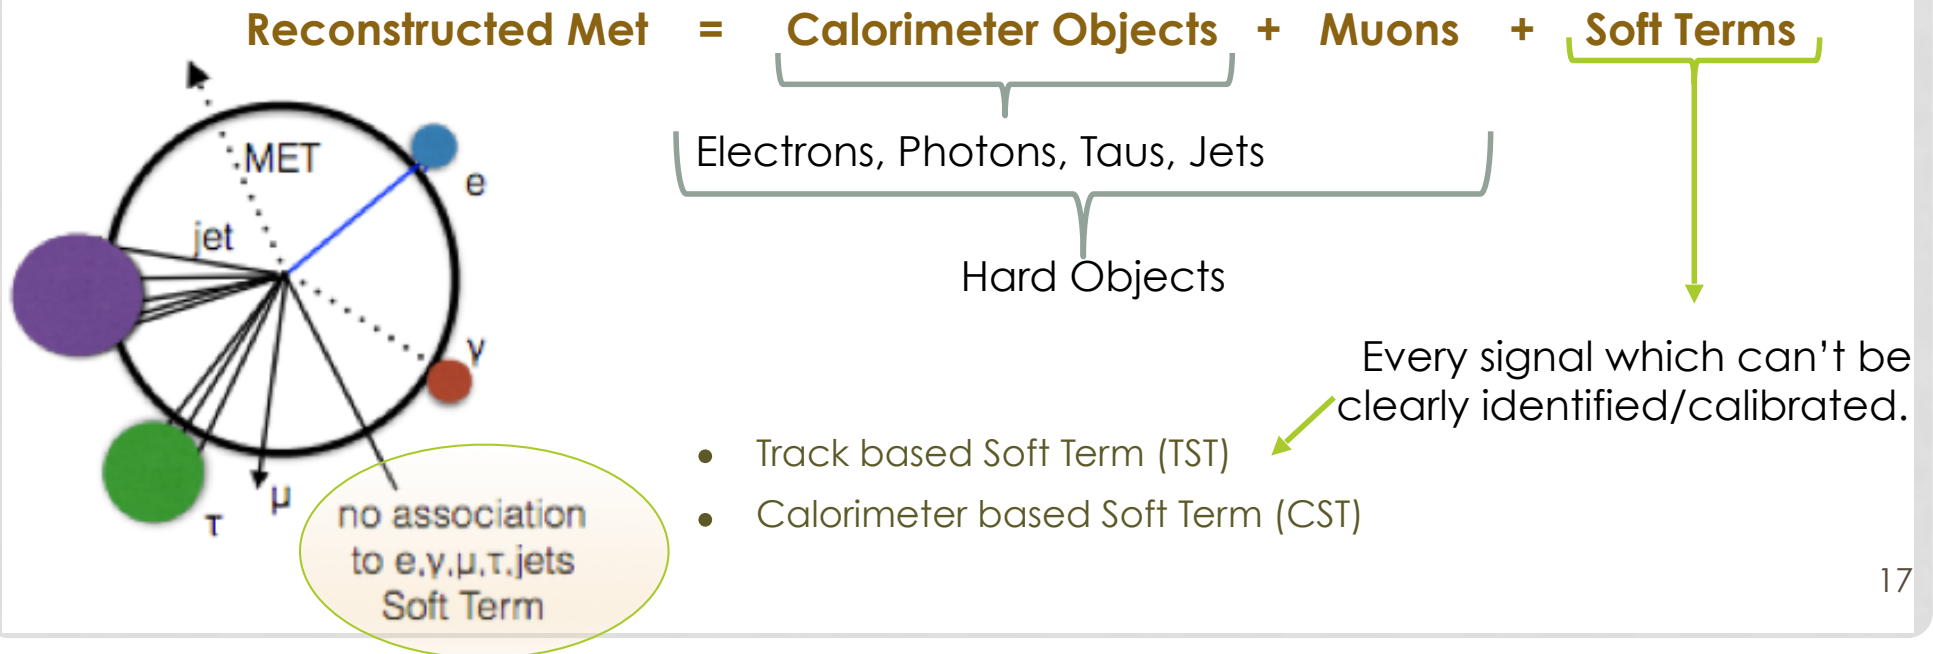 Reconstructed Met = Calorimeter Objects + Muons + Soft Terms
MET
e
Electrons, Photons, Taus, Jets
jet
Hard Objects
γ
Every signal which can't be
clearly identified/calibrated.
• Track based Soft Term (TST)
μ
τ
no association
to e,γ,μ,τ,jets
Soft Term
• Calorimeter based Soft Term (CST)
17